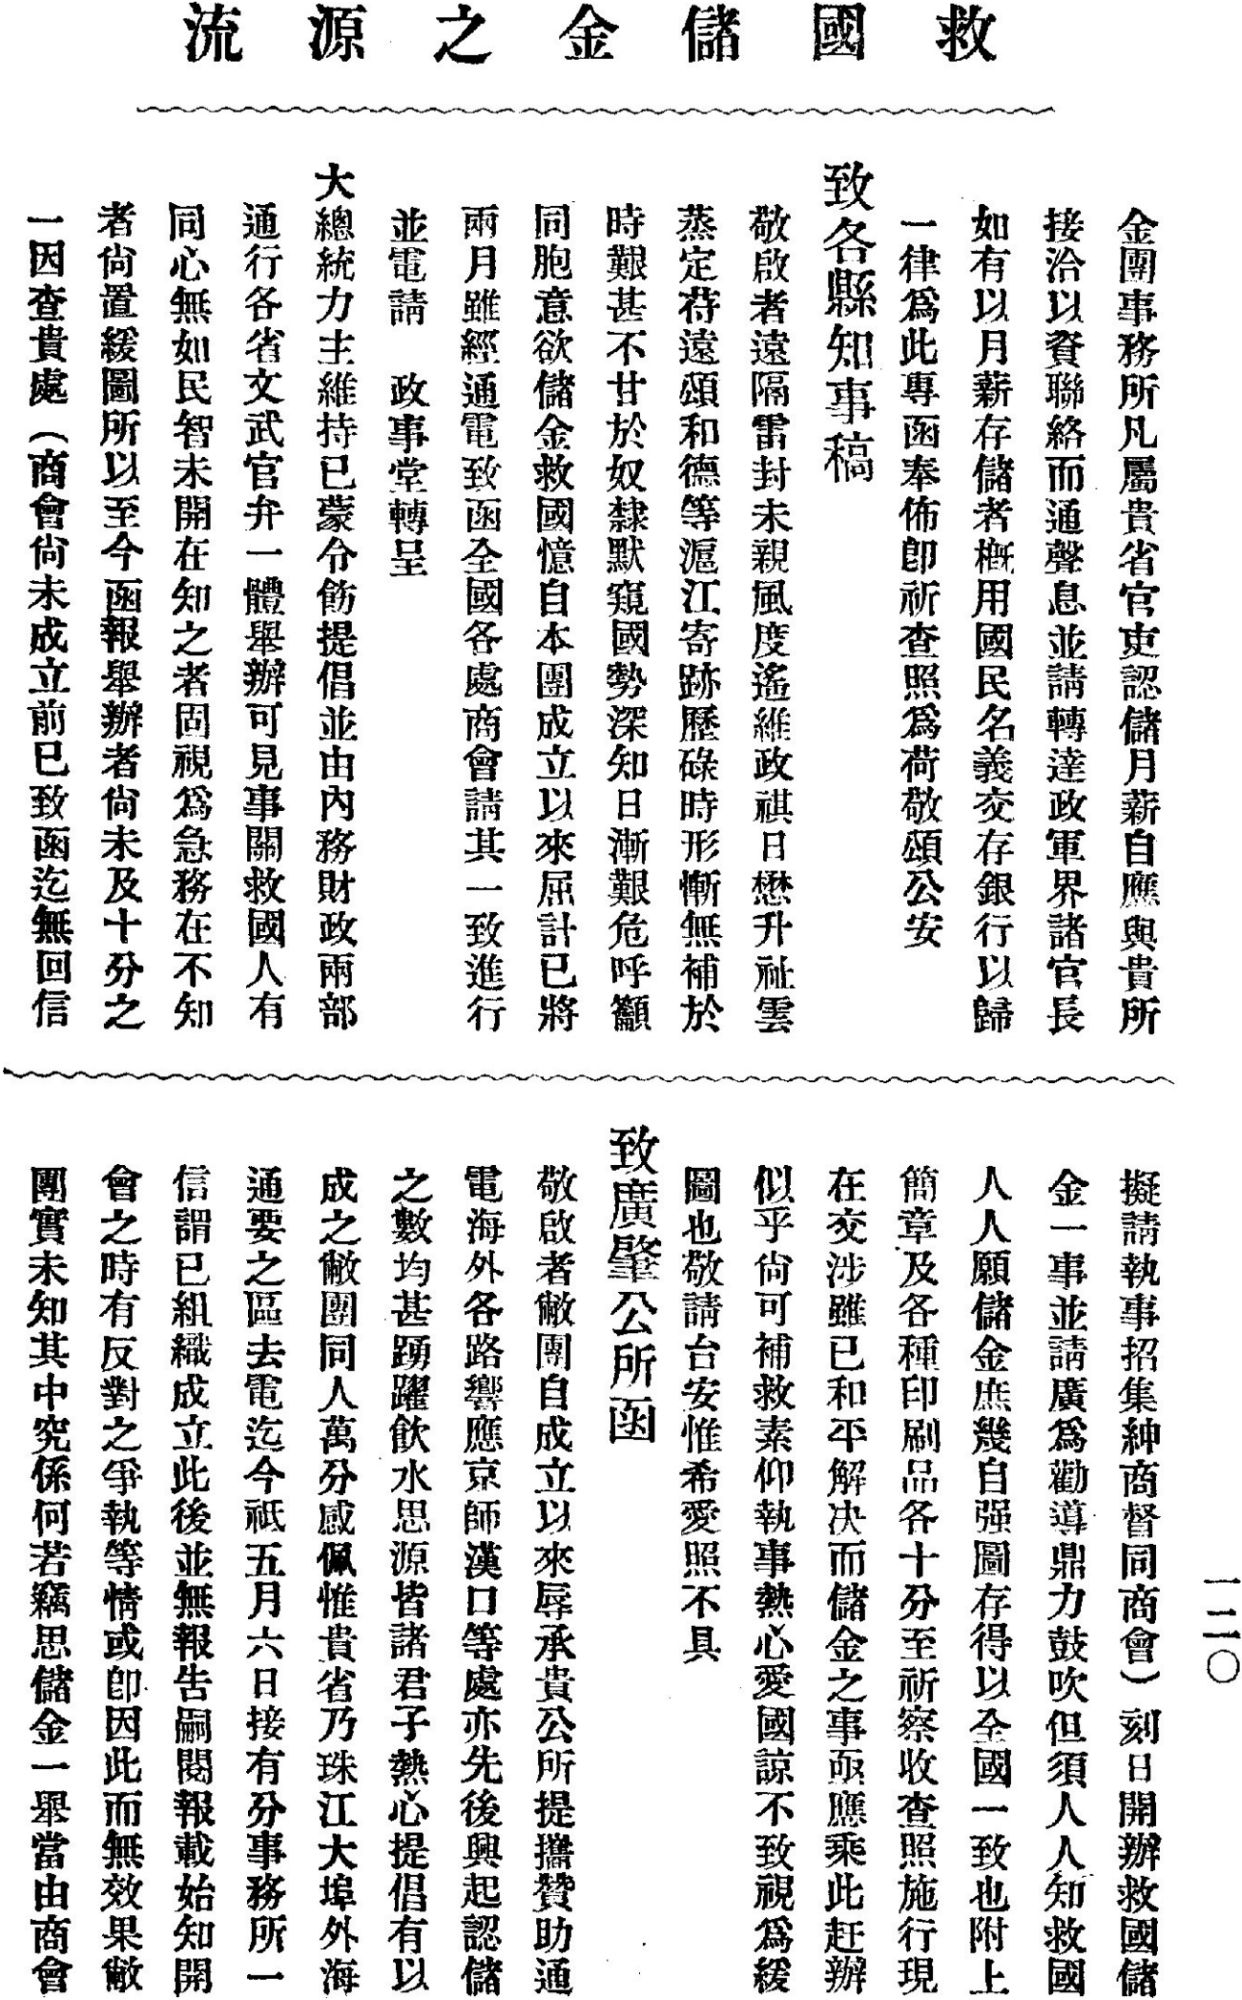 救國儲金之源流
金團事務所凡屬貴省官吏認儲月薪自應與貴所
接洽以資聯絡而通聲息並請轉達政軍界諸官長
如有以月薪存儲者概用國民名義交存銀行以歸
一律爲此專函奉佈卽祈查照爲荷敬頌公安
致各縣知事稿
敬啟者遠隔雷封未親風度遙維政祺日懋升祉雲
蒸定符遠頌和德等滬江寄跡歷碌時形慚無補於
時艱甚不甘於奴隸默窺國勢深知日漸艱危呼籲
同胞意欲儲金救國憶自本團成立以來屈計已將
兩月雖經通電致函全國各處商會請其一致進行
並電請　政事堂轉呈
大總統力主維持已蒙令飭提倡並由內務財政兩部
通行各省文武官弁一體舉辦可見事關救國人有
同心無如民智未開在知之者固視爲急務在不知
者尙置緩圖所以至今函報舉辦者尙未及十分之
一因查貴處（商會尙未成立前已致函迄無回信
擬請執事招集紳商督同商會）刻日開辦救國儲
金一事並請廣爲勸導鼎力鼓吹但須人人知救國
人人願儲金庶幾自强圖存得以全國一致也附上
簡章及各種印刷品各十分至祈察收查照施行現
在交涉雖已和平解決而儲金之事亟應乘此赶辦
似乎尙可補救素仰執事熱心愛國諒不致視爲緩
圖也敬請台安惟希愛照不具
致廣肇公所函
敬啟者敝團自成立以來辱承貴公所提攜贊助通
電海外各路響應京師漢口等處亦先後興起認儲
之數均甚踴躍飲水思源皆諸君子熱心提倡有以
成之敝團同人萬分感佩惟貴省乃珠江大埠外海
通要之區去電迄今祇五月六日接有分事務所一
信謂已組織成立此後並無報告嗣閱報載始知開
會之時有反對之爭執等情或卽因此而無效果敝
團實未知其中究係何若竊思儲金一舉當由商會
一二〇